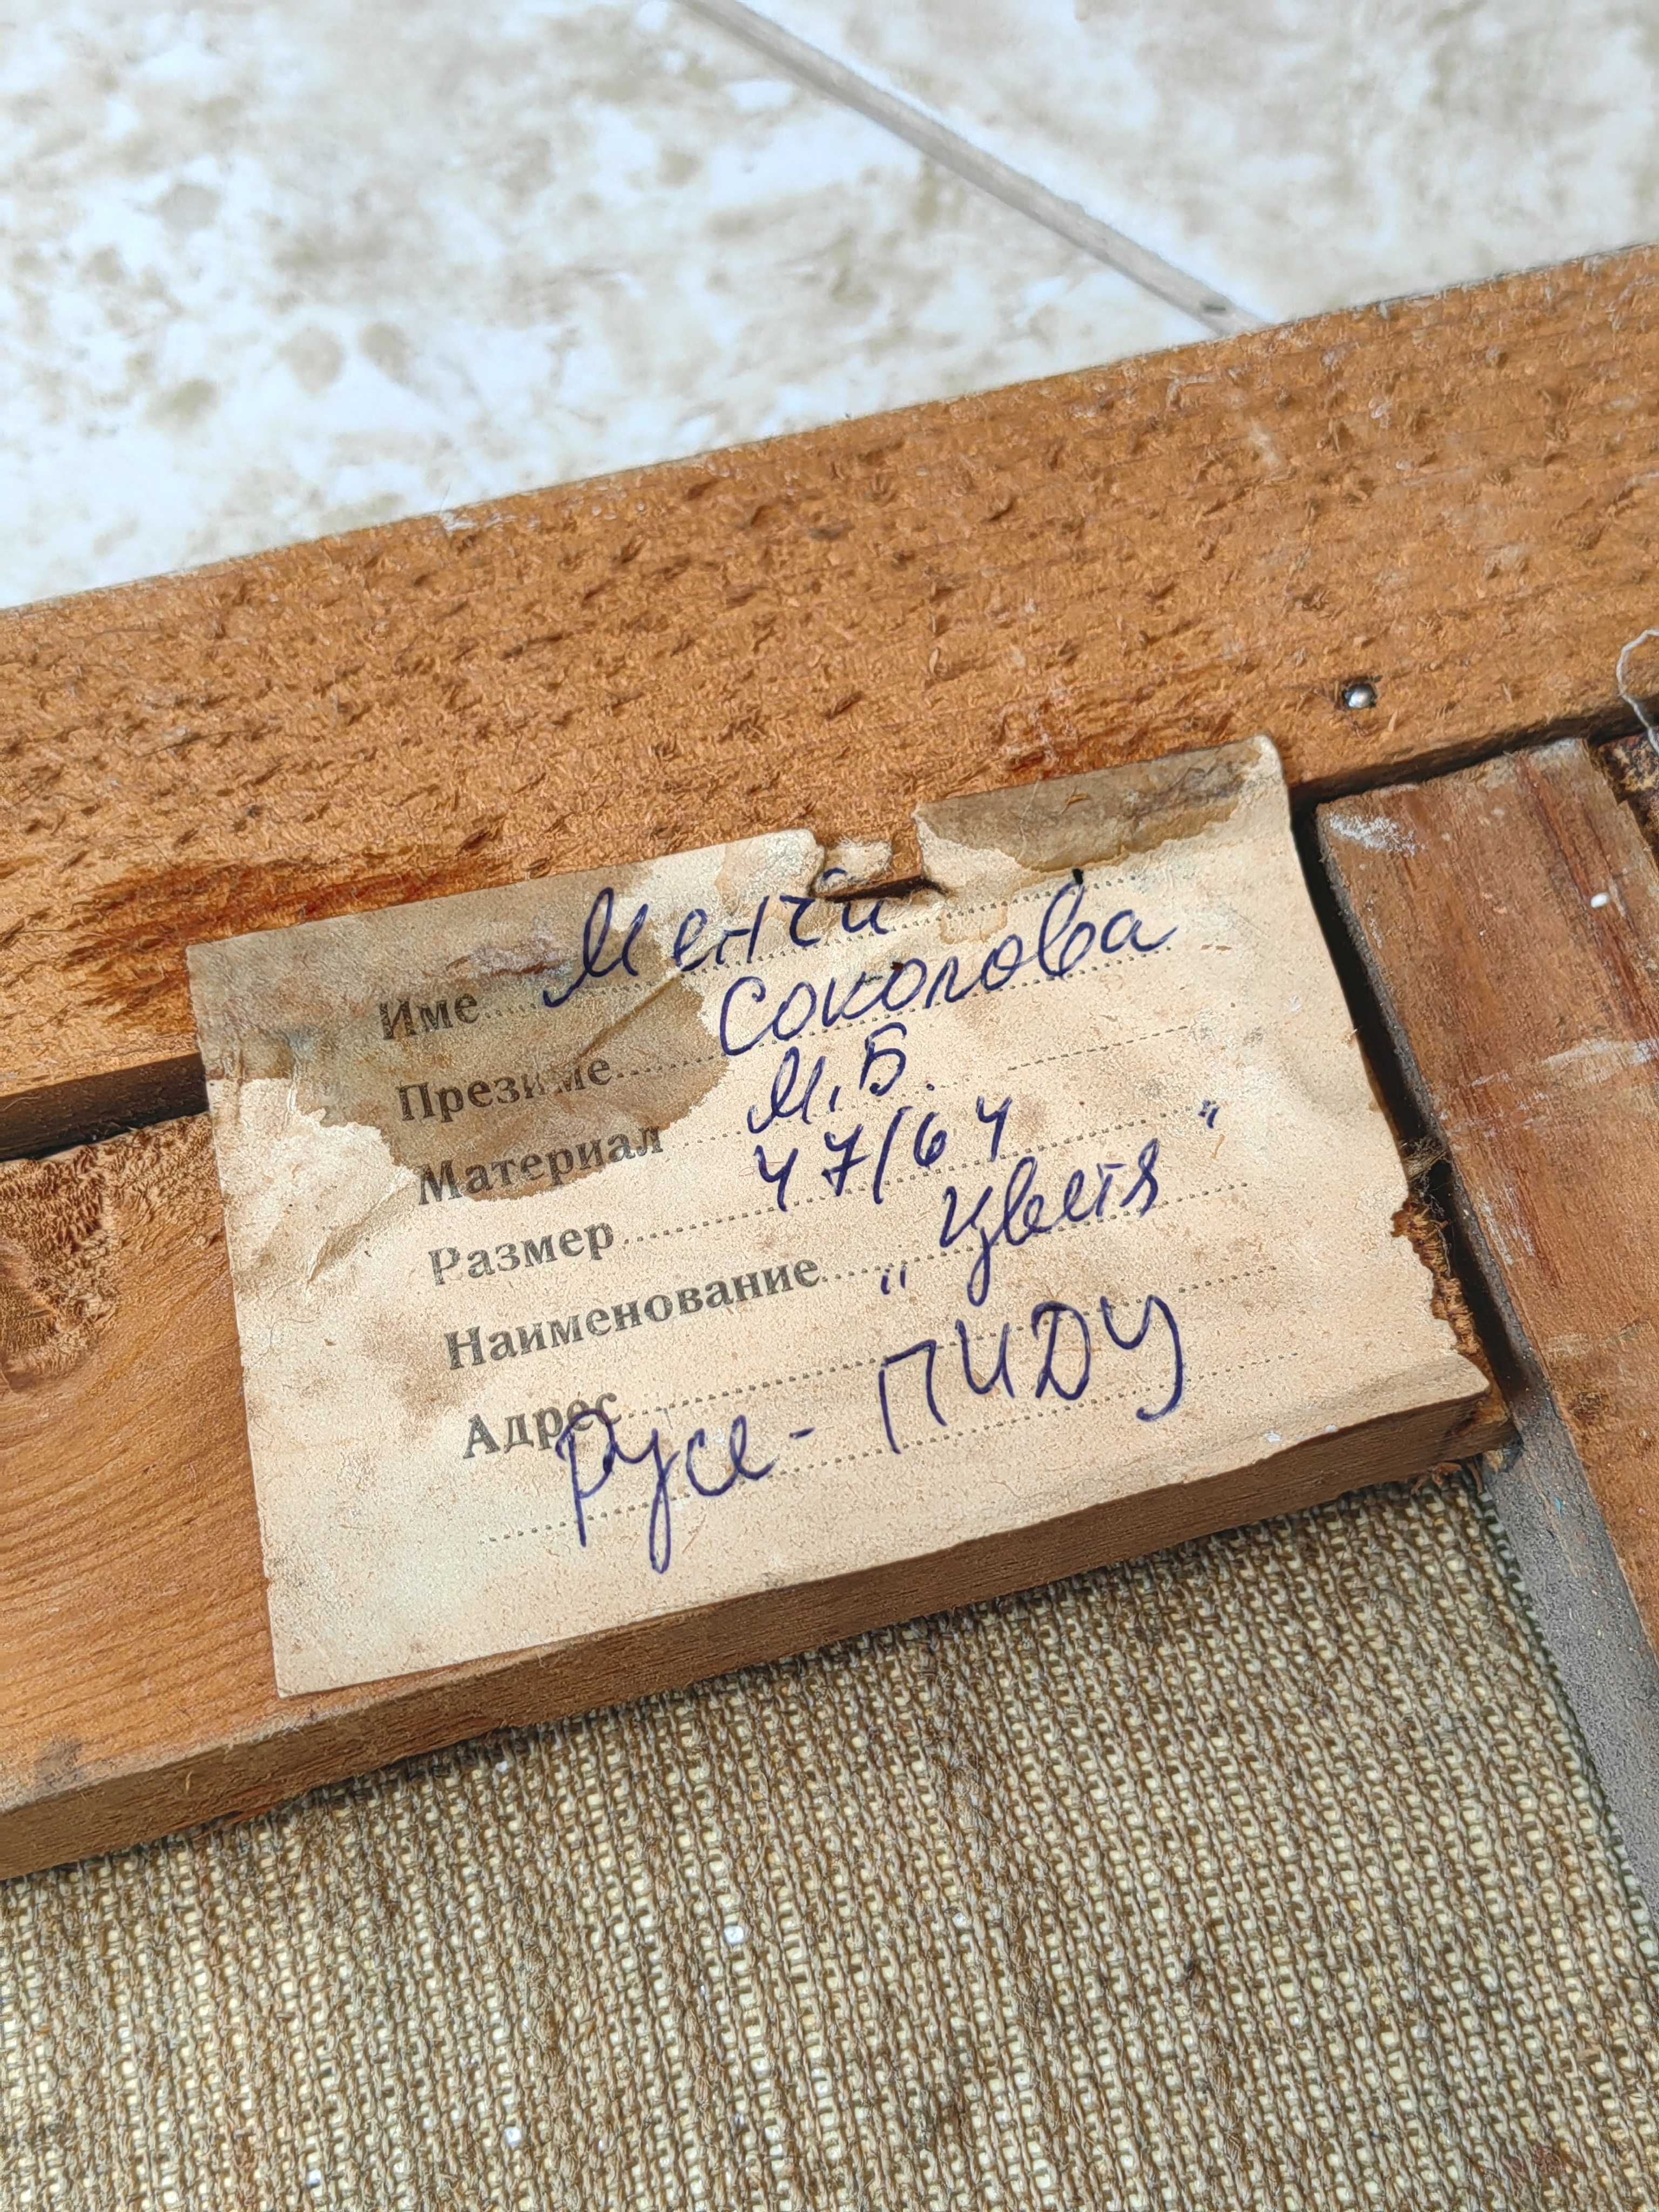 Име Менчи
Презиме Соколова
Материал М.Б.
Размер 47/64
Наименование "Цветя"
Адрес
Русе - ПИДУ